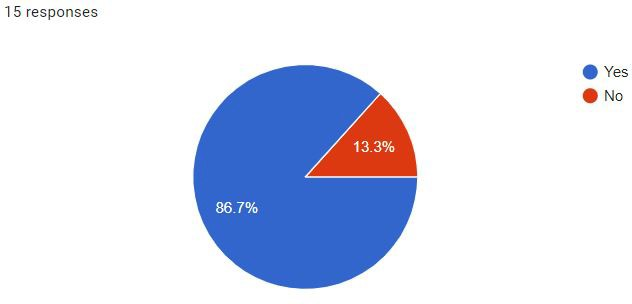 15 responses
Yes
No
13.3%
86.7%